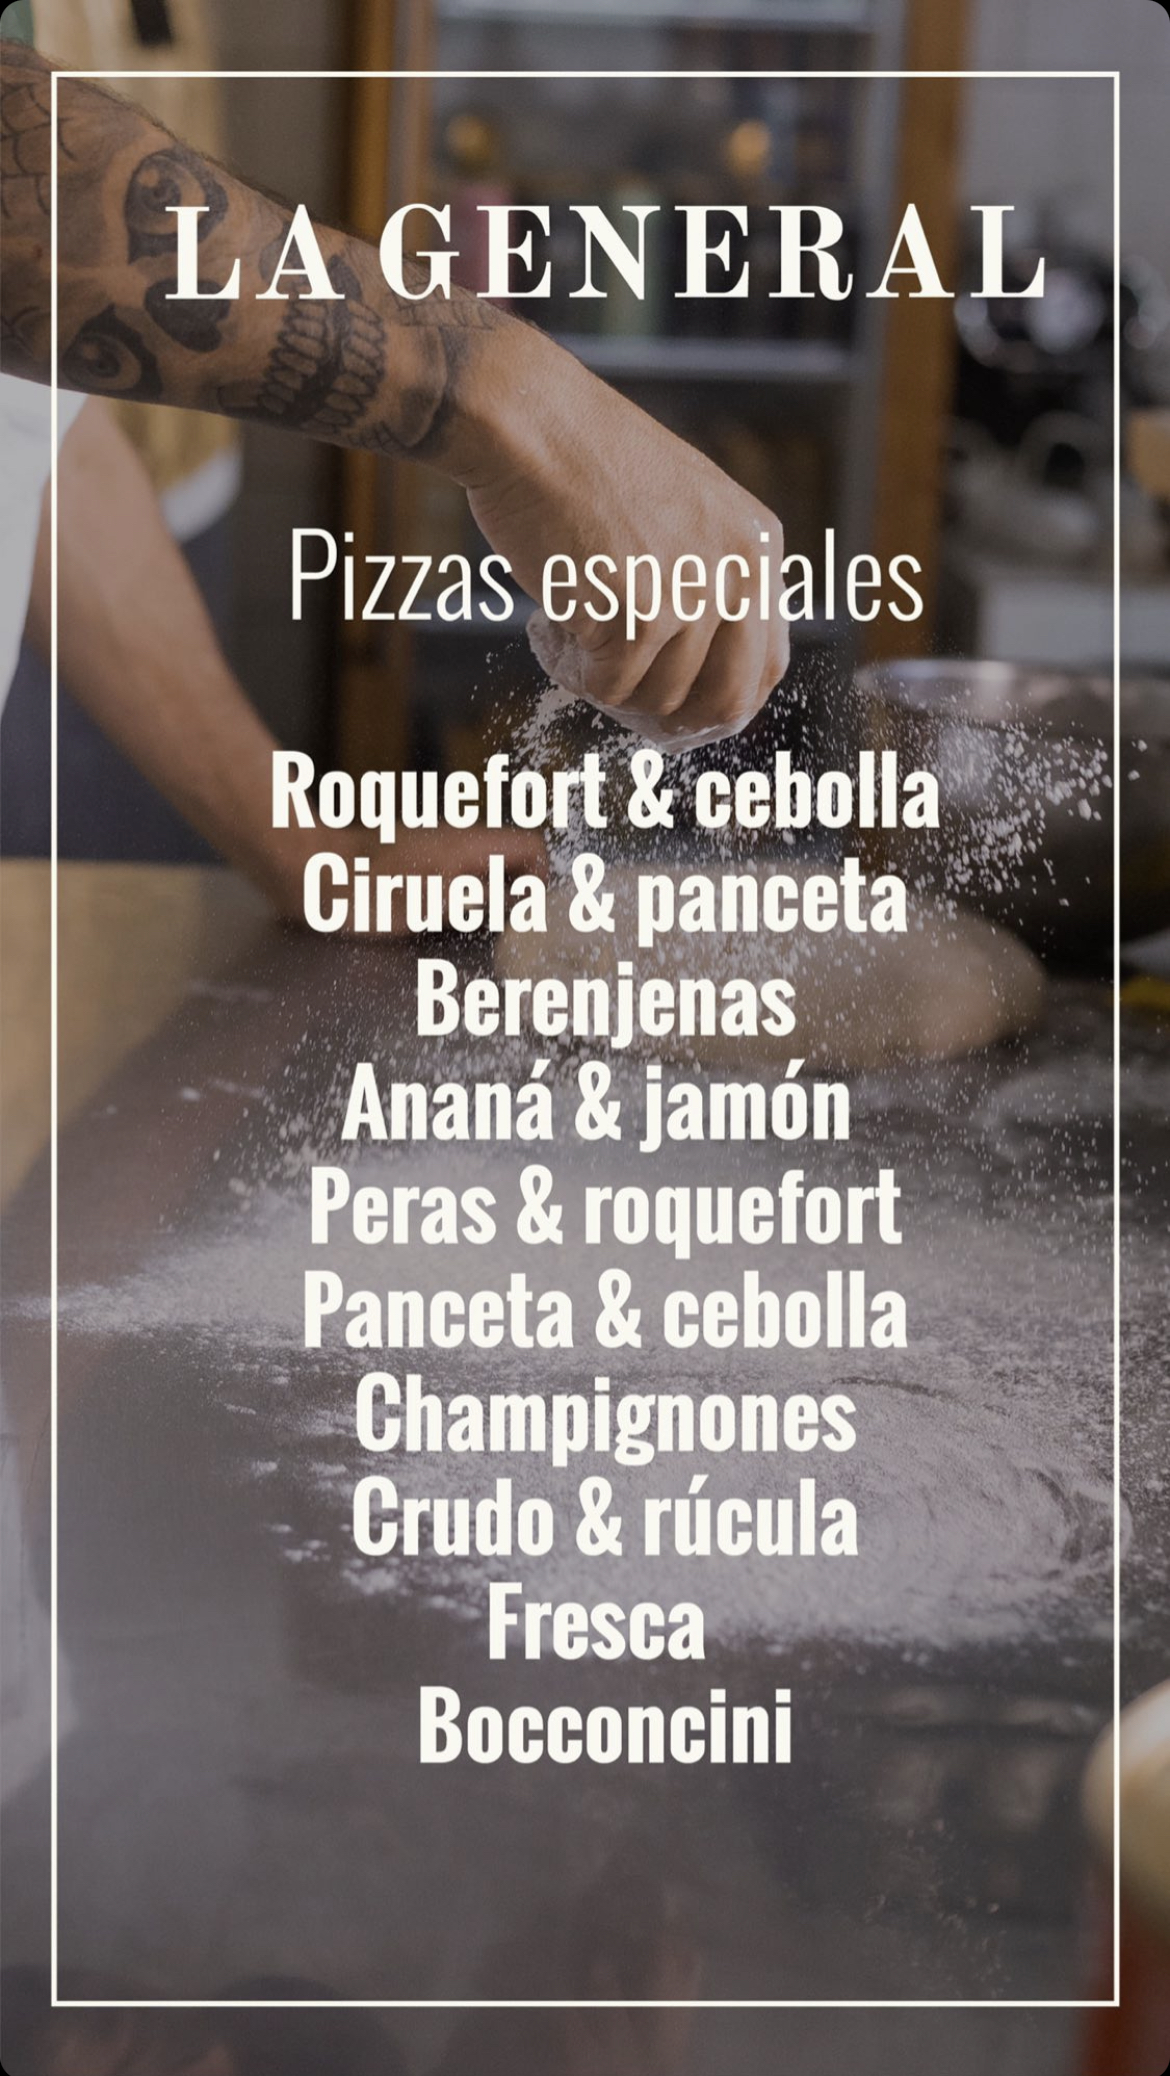 LA GENERAL
Pizzas especiales
Roquefort & cebolla
Ciruela & panceta
Berenjenas
Ananá & jamón
Peras & roquefort
Panceta & cebolla
Champignones
Crudo & rúcula
Fresca
Bocconcini